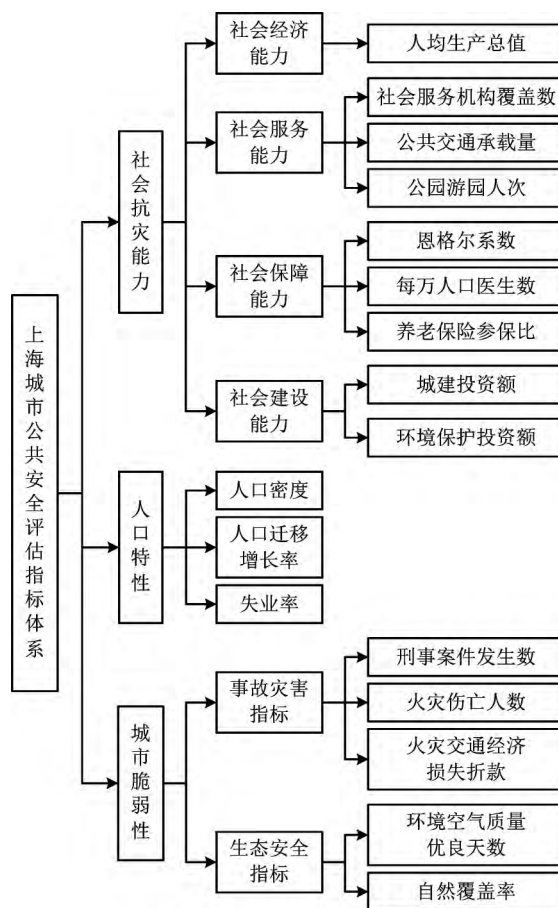 上海城市公共安全评估指标体系
社会抗灾能力
社会经济
能力
人均生产总值
社会服务
能力
社会服务机构覆盖数
公共交通承载量
公园游园人次
社会保障
能力
恩格尔系数
每万人口医生数
养老保险参保比
社会建设
能力
城建投资额
环境保护投资额
人口特性
人口密度
人口迁移
增长率
失业率
城市脆弱性
事故灾害
指标
刑事案件发生数
火灾伤亡人数
火灾交通经济
损失折款
生态安全
指标
环境空气质量
优良天数
自然覆盖率